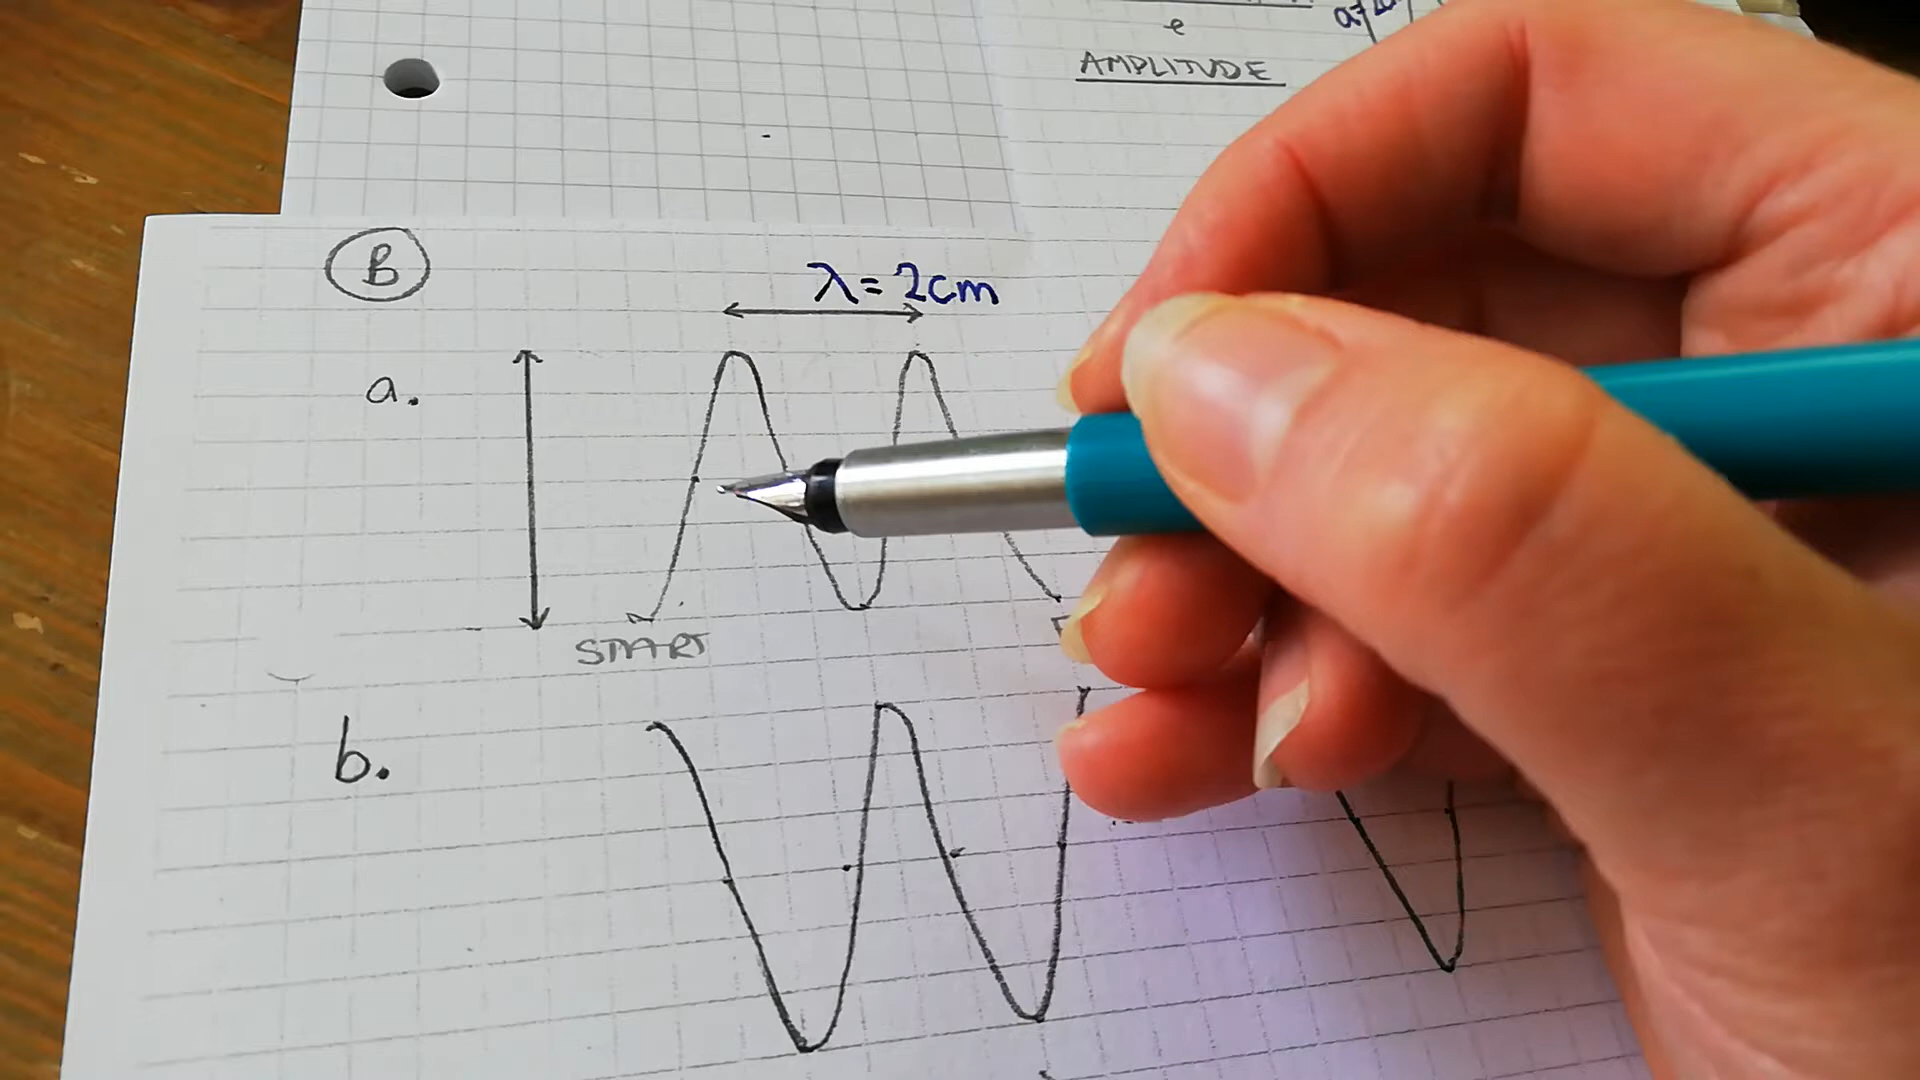 e
AMPLITUDE
B
λ = 2cm
a.
START
b.